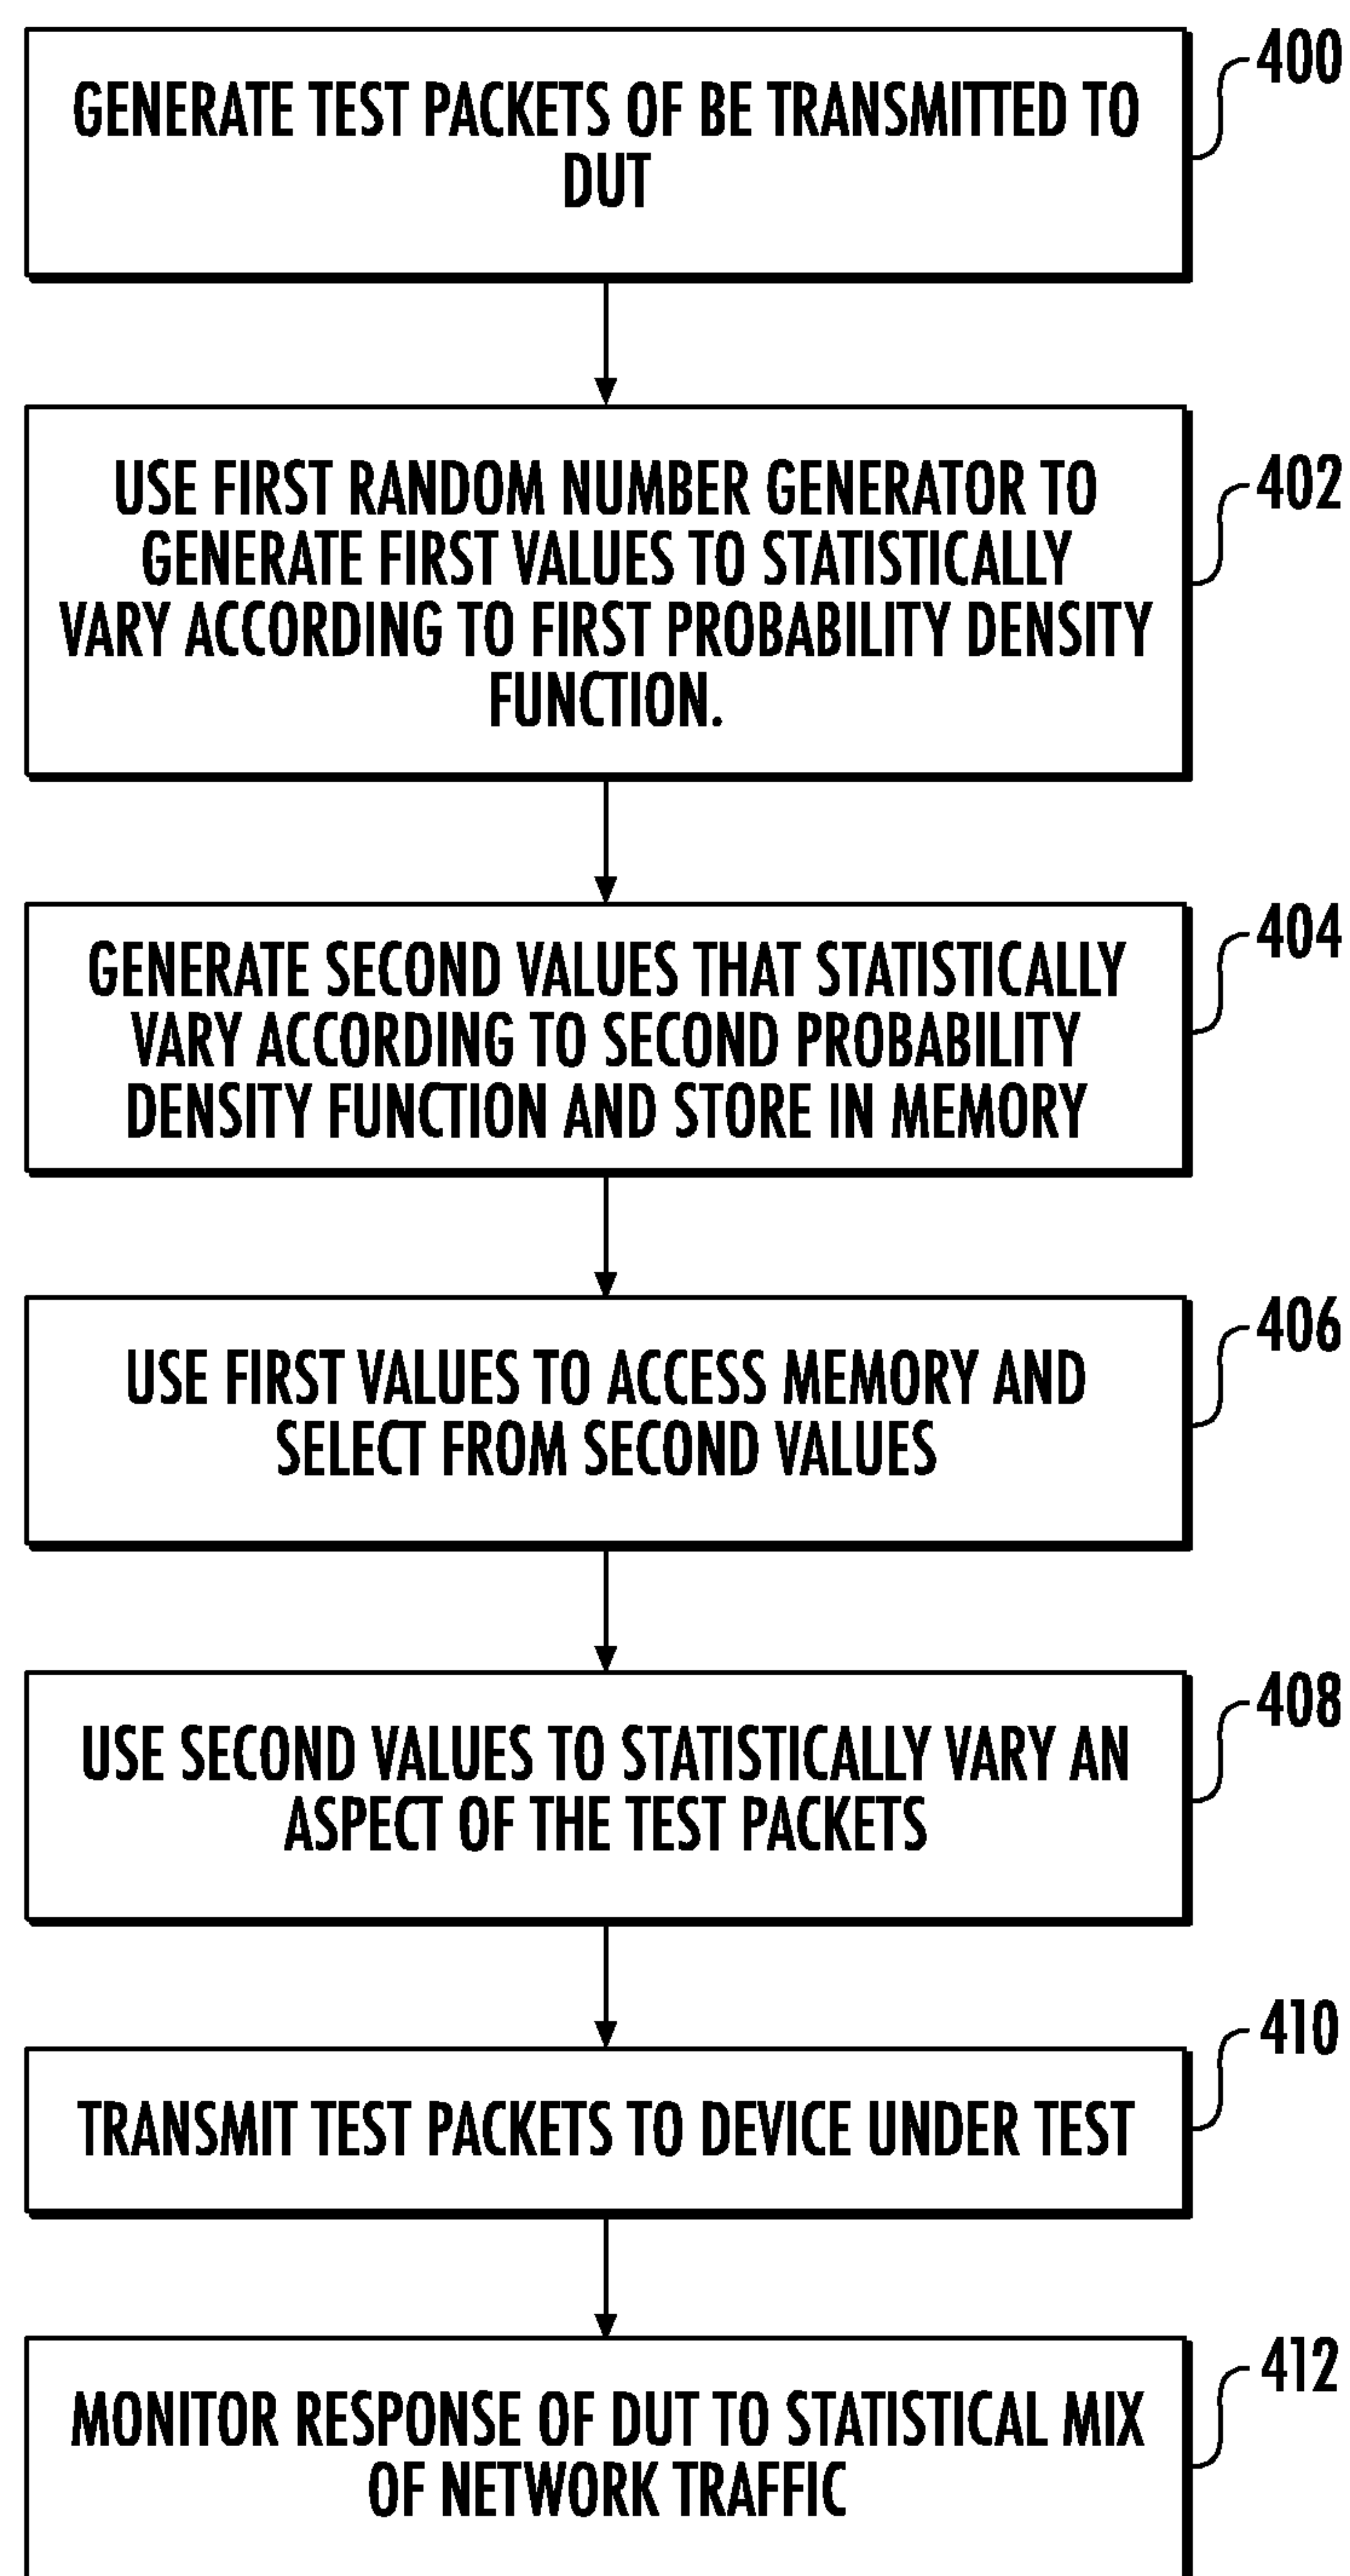 GENERATE TEST PACKETS OF BE TRANSMITTED TO
DUT
400
USE FIRST RANDOM NUMBER GENERATOR TO
GENERATE FIRST VALUES TO STATISTICALLY
VARY ACCORDING TO FIRST PROBABILITY DENSITY
FUNCTION.
402
GENERATE SECOND VALUES THAT STATISTICALLY
VARY ACCORDING TO SECOND PROBABILITY
DENSITY FUNCTION AND STORE IN MEMORY
404
USE FIRST VALUES TO ACCESS MEMORY AND
SELECT FROM SECOND VALUES
406
USE SECOND VALUES TO STATISTICALLY VARY AN
ASPECT OF THE TEST PACKETS
408
TRANSMIT TEST PACKETS TO DEVICE UNDER TEST
410
MONITOR RESPONSE OF DUT TO STATISTICAL MIX
OF NETWORK TRAFFIC
412